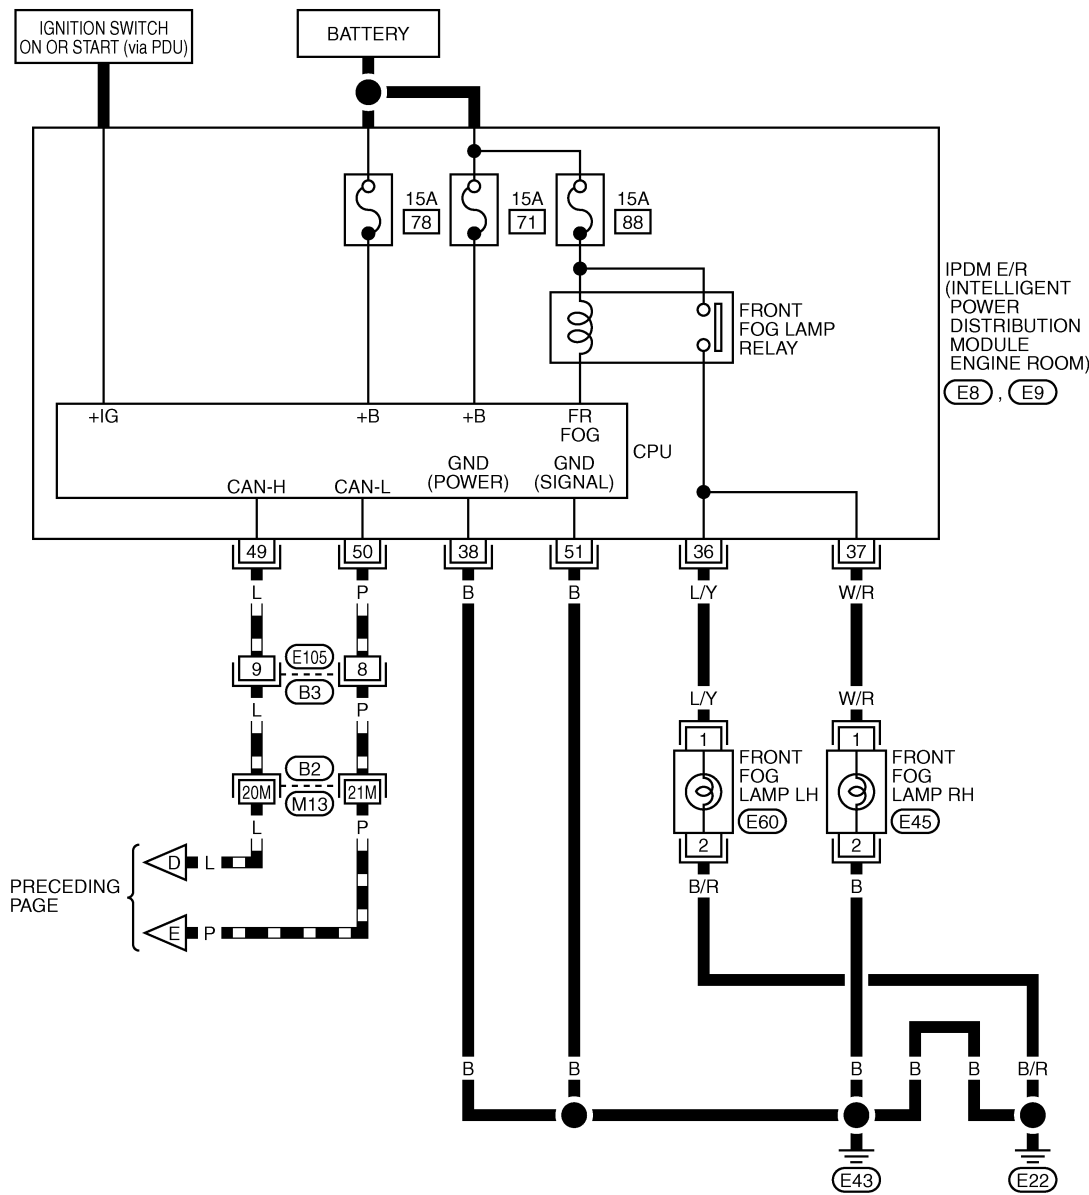 IGNITION SWITCH
ON OR START (via PDU)
BATTERY
15A
78
15A
71
15A
88
IPDM E/R
(INTELLIGENT
POWER
DISTRIBUTION
MODULE
ENGINE ROOM)
E8 , E9
FRONT
FOG LAMP
RELAY
+IG
+B
+B
FR
FOG
CPU
CAN-H
CAN-L
GND
(POWER)
GND
(SIGNAL)
49
50
38
51
36
37
L
P
B
B
L/Y
W/R
9
E105
8
B3
L
P
L/Y
W/R
1
1
20M
B2
21M
M13
FRONT
FOG
LAMP LH
E60
FRONT
FOG
LAMP RH
E45
L
P
2
2
D
L
B/R
B
PRECEDING
PAGE
E
P
B
B
B
B
B
B/R
E43
E22